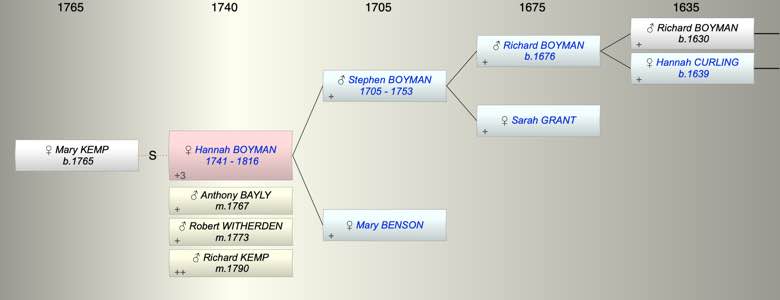 1765 1740 1705 1675 1635
♂ Richard BOYMAN
b.1630
+
♂ Richard BOYMAN
b.1676
+
♀ Hannah CURLING
b.1639
+
♂ Stephen BOYMAN
1705 - 1753
+
♀ Sarah GRANT
+
♀ Mary KEMP
b.1765
S
♀ Hannah BOYMAN
1741 - 1816
+3
♂ Anthony BAYLY
m.1767
+
♂ Robert WITHERDEN
m.1773
+
♂ Richard KEMP
m.1790
++
♀ Mary BENSON
+